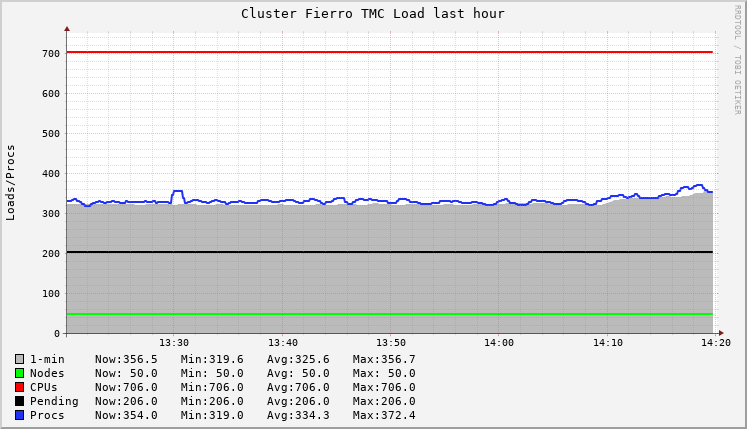 Cluster Fierro TMC Load last hour
RRDTOOL / TOBI OETIKER
Loads/Procs
700
600
500
400
300
200
100
0
13:30 13:40 13:50 14:00 14:10 14:20
1-min Now:356.5 Min:319.6 Avg:325.6 Max:356.7
Nodes Now: 50.0 Min: 50.0 Avg: 50.0 Max: 50.0
CPUs Now:706.0 Min:706.0 Avg:706.0 Max:706.0
Pending Now:206.0 Min:206.0 Avg:206.0 Max:206.0
Procs Now:354.0 Min:319.0 Avg:334.3 Max:372.4